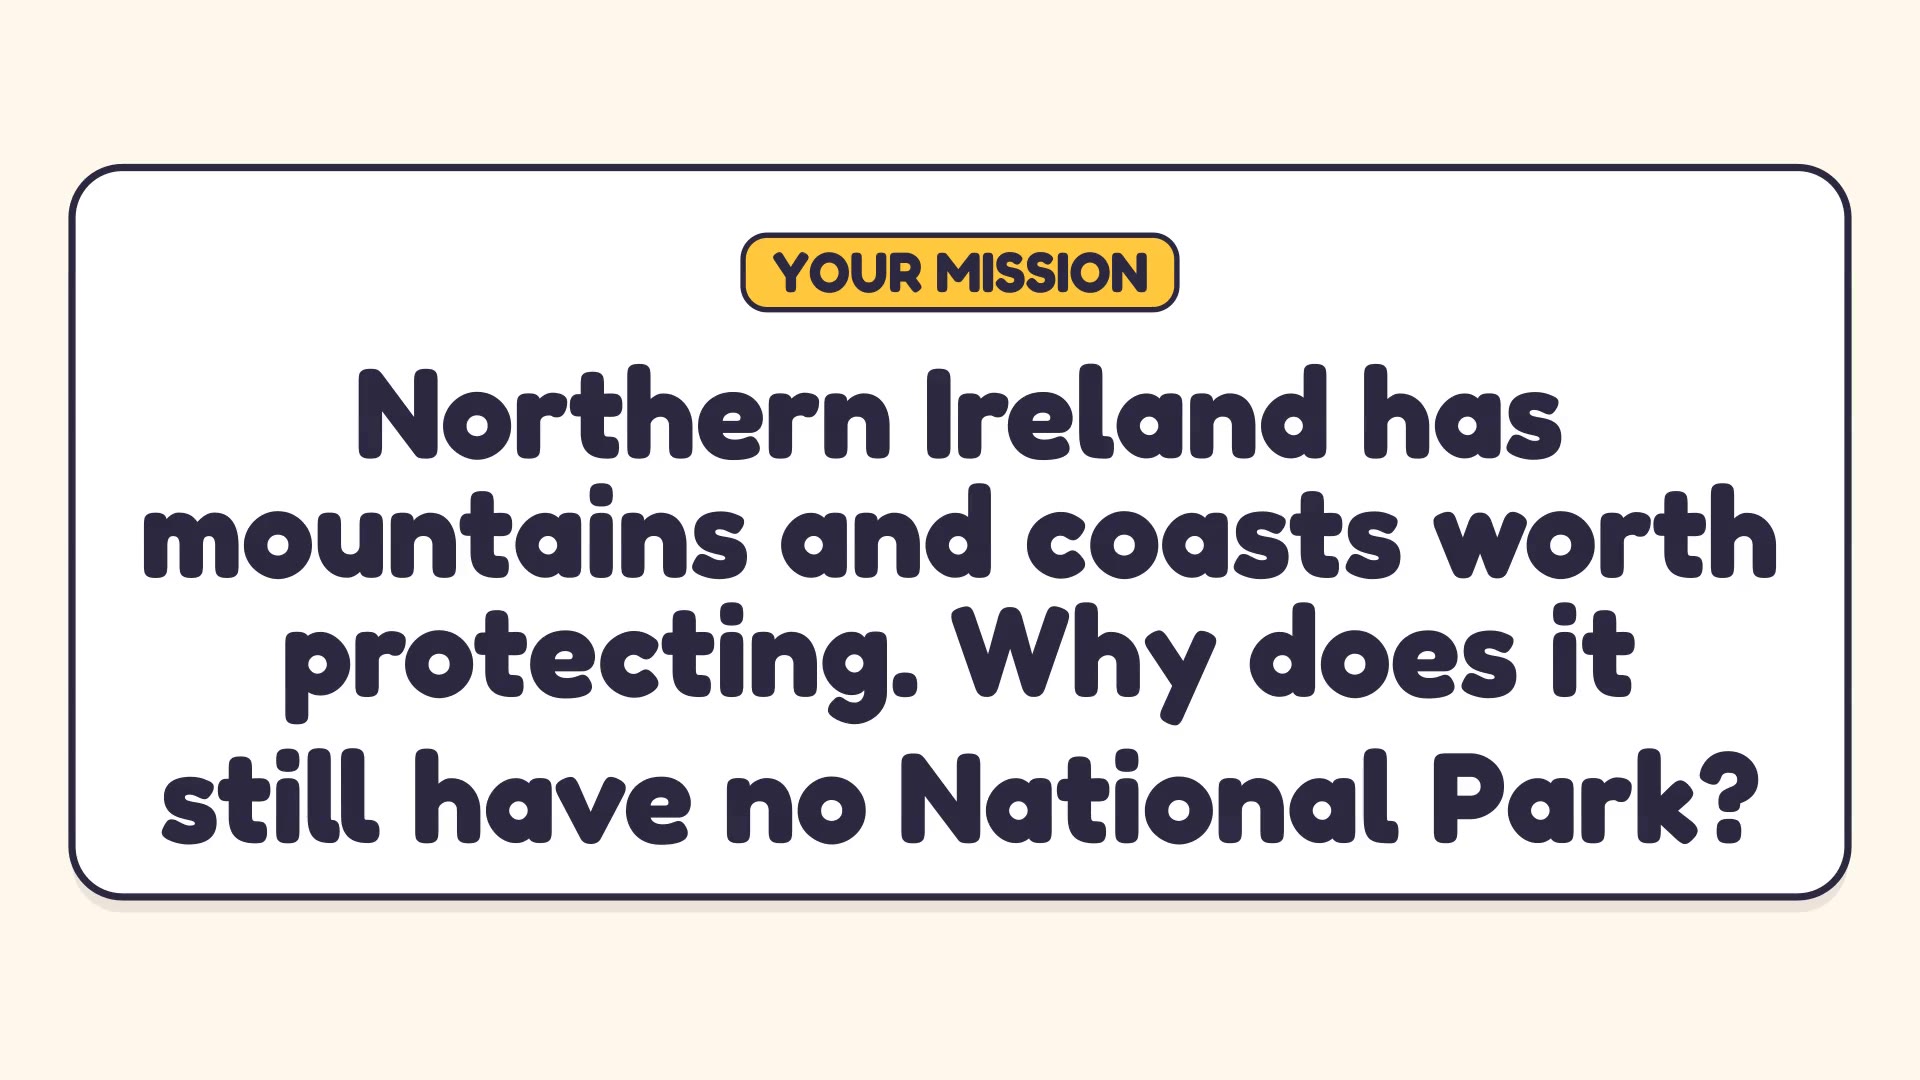 YOUR MISSION
Northern Ireland has
mountains and coasts worth
protecting. Why does it
still have no National Park?